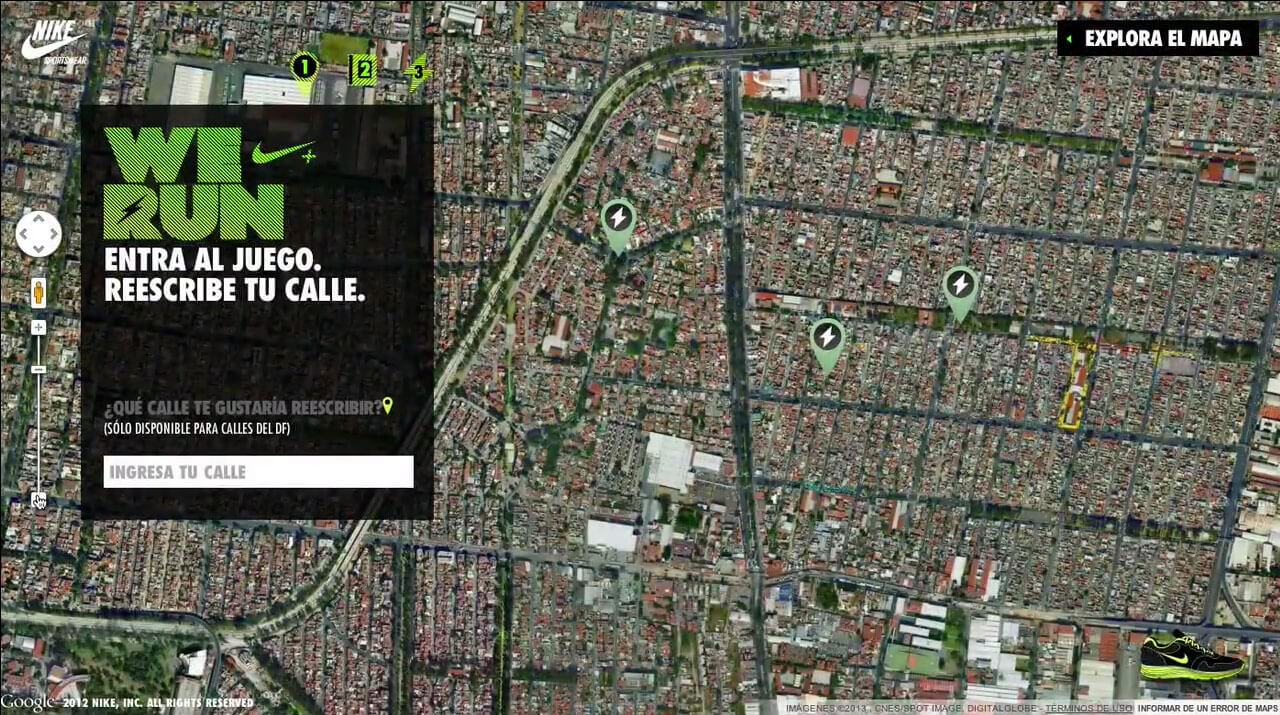 NIKE
SPORTSWEAR
EXPLORA EL MAPA
1
2
3
WE
RUN
ENTRA AL JUEGO.
REESCRIBE TU CALLE.
¿QUÉ CALLE TE GUSTARÍA REESCRIBIR?
(SÓLO DISPONIBLE PARA CALLES DEL DF)
INGRESA TU CALLE
Google 2012 NIKE, INC. ALL RIGHTS RESERVED
IMÁGENES ©2013 , CNES/SPOT IMAGE, DIGITALGLOBE - TÉRMINOS DE USO INFORMAR DE UN ERROR DE MAPS